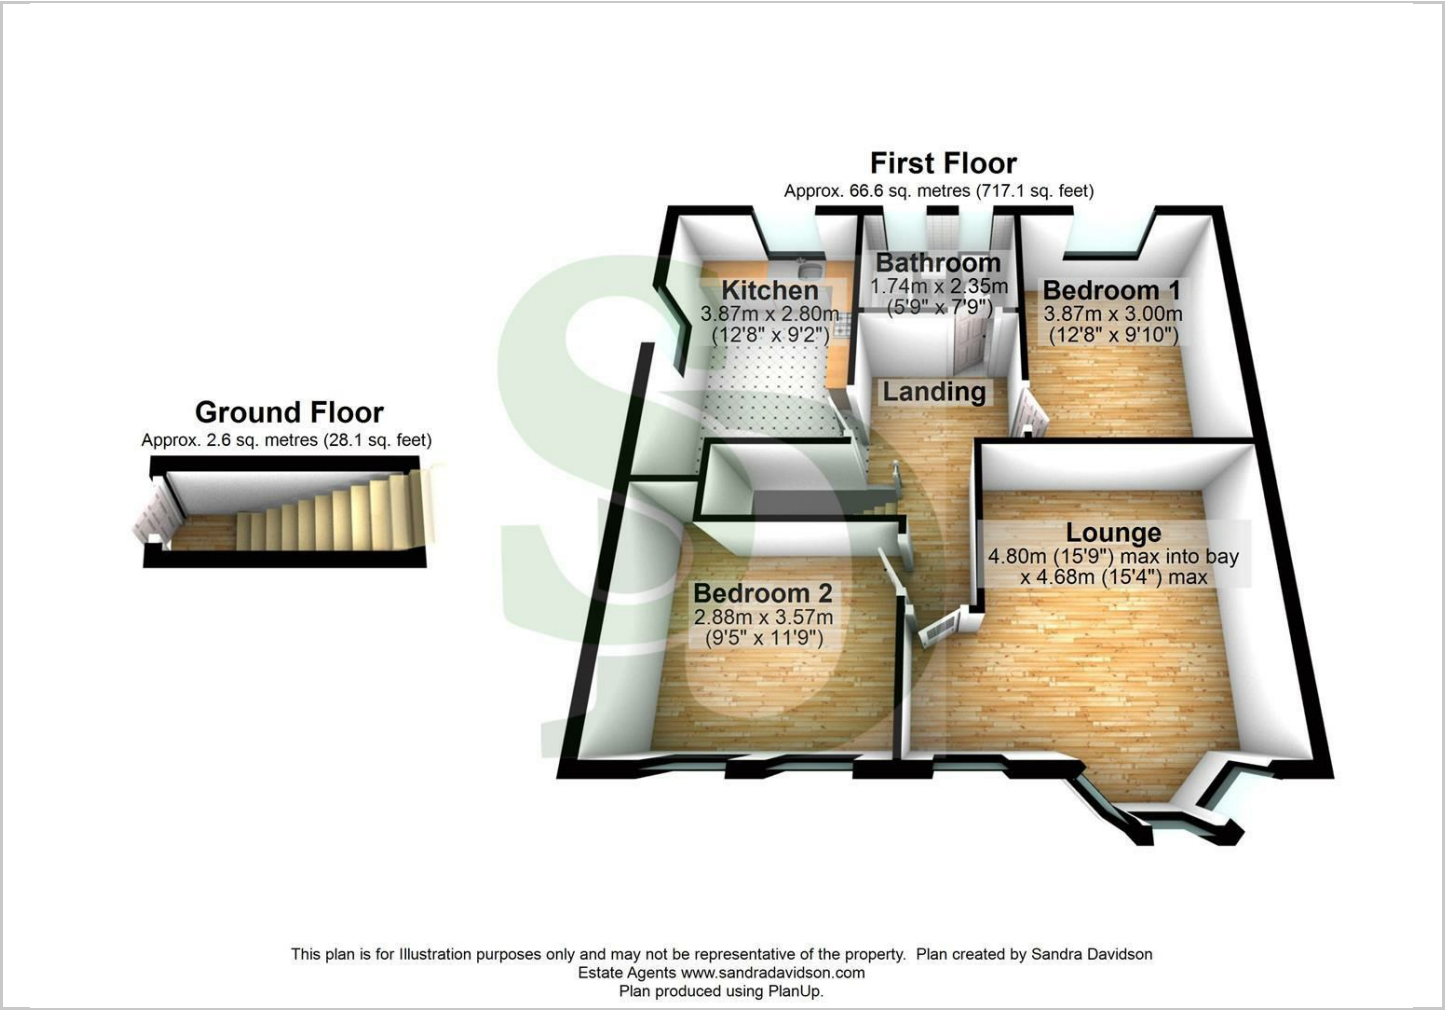 First Floor
Approx. 66.6 sq. metres (717.1 sq. feet)
Kitchen
3.87m x 2.80m
(12'8" x 9'2")
Bathroom
1.74m x 2.35m
(5'9" x 7'9")
Bedroom 1
3.87m x 3.00m
(12'8" x 9'10")
Landing
Ground Floor
Approx. 2.6 sq. metres (28.1 sq. feet)
Lounge
4.80m (15'9") max into bay
x 4.68m (15'4") max
Bedroom 2
2.88m x 3.57m
(9'5" x 11'9")
This plan is for Illustration purposes only and may not be representative of the property. Plan created by Sandra Davidson
Estate Agents www.sandradavidson.com
Plan produced using PlanUp.